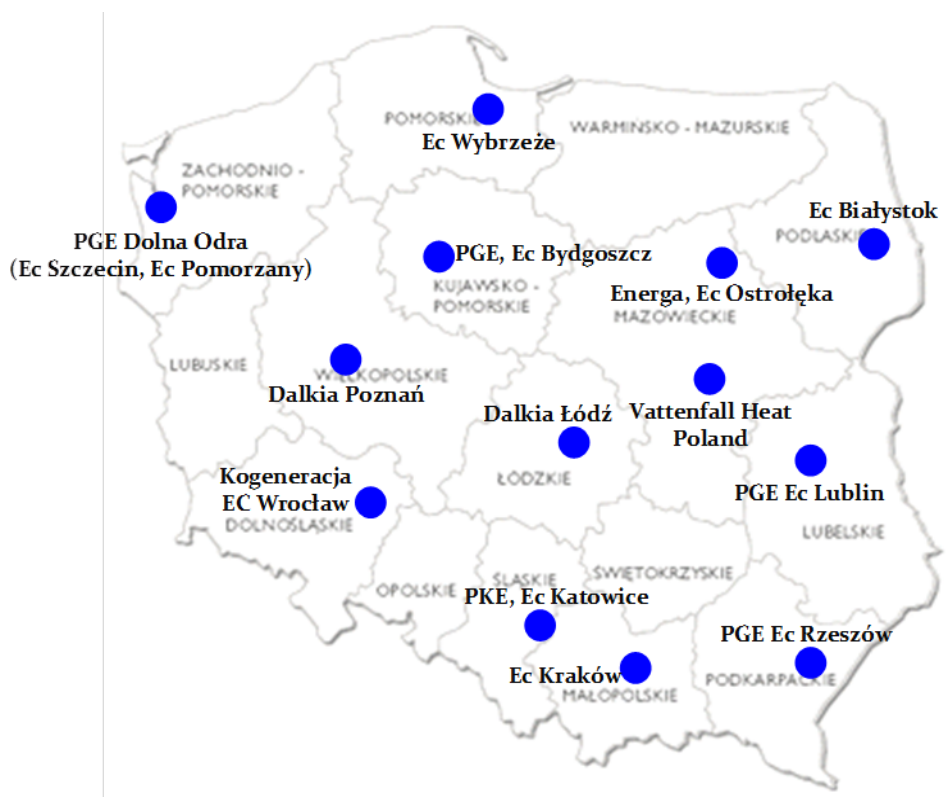 POMORSKIE
Ec Wybrzeże
WARMIŃSKO - MAZURSKIE
ZACHODNIO -
POMORSKIE
PGE Dolna Odra
(Ec Szczecin, Ec Pomorzany)
Ec Białystok
PODLASKIE
PGE, Ec Bydgoszcz
KUJAWSKO -
POMORSKIE
Energa, Ec Ostrołęka
MAZOWIECKIE
LUBUSKIE
WIELKOPOLSKIE
Dalkia Poznań
Dalkia Łódź
Vattenfall Heat
Poland
Kogeneracja
EC Wrocław
DOLNOŚLĄSKIE
ŁÓDZKIE
PGE Ec Lublin
LUBELSKIE
OPOLSKIE
ŚLĄSKIE
ŚWIĘTOKRZYSKIE
PKE, Ec Katowice
PGE Ec Rzeszów
Ec Kraków
MAŁOPOLSKIE
PODKARPACKIE